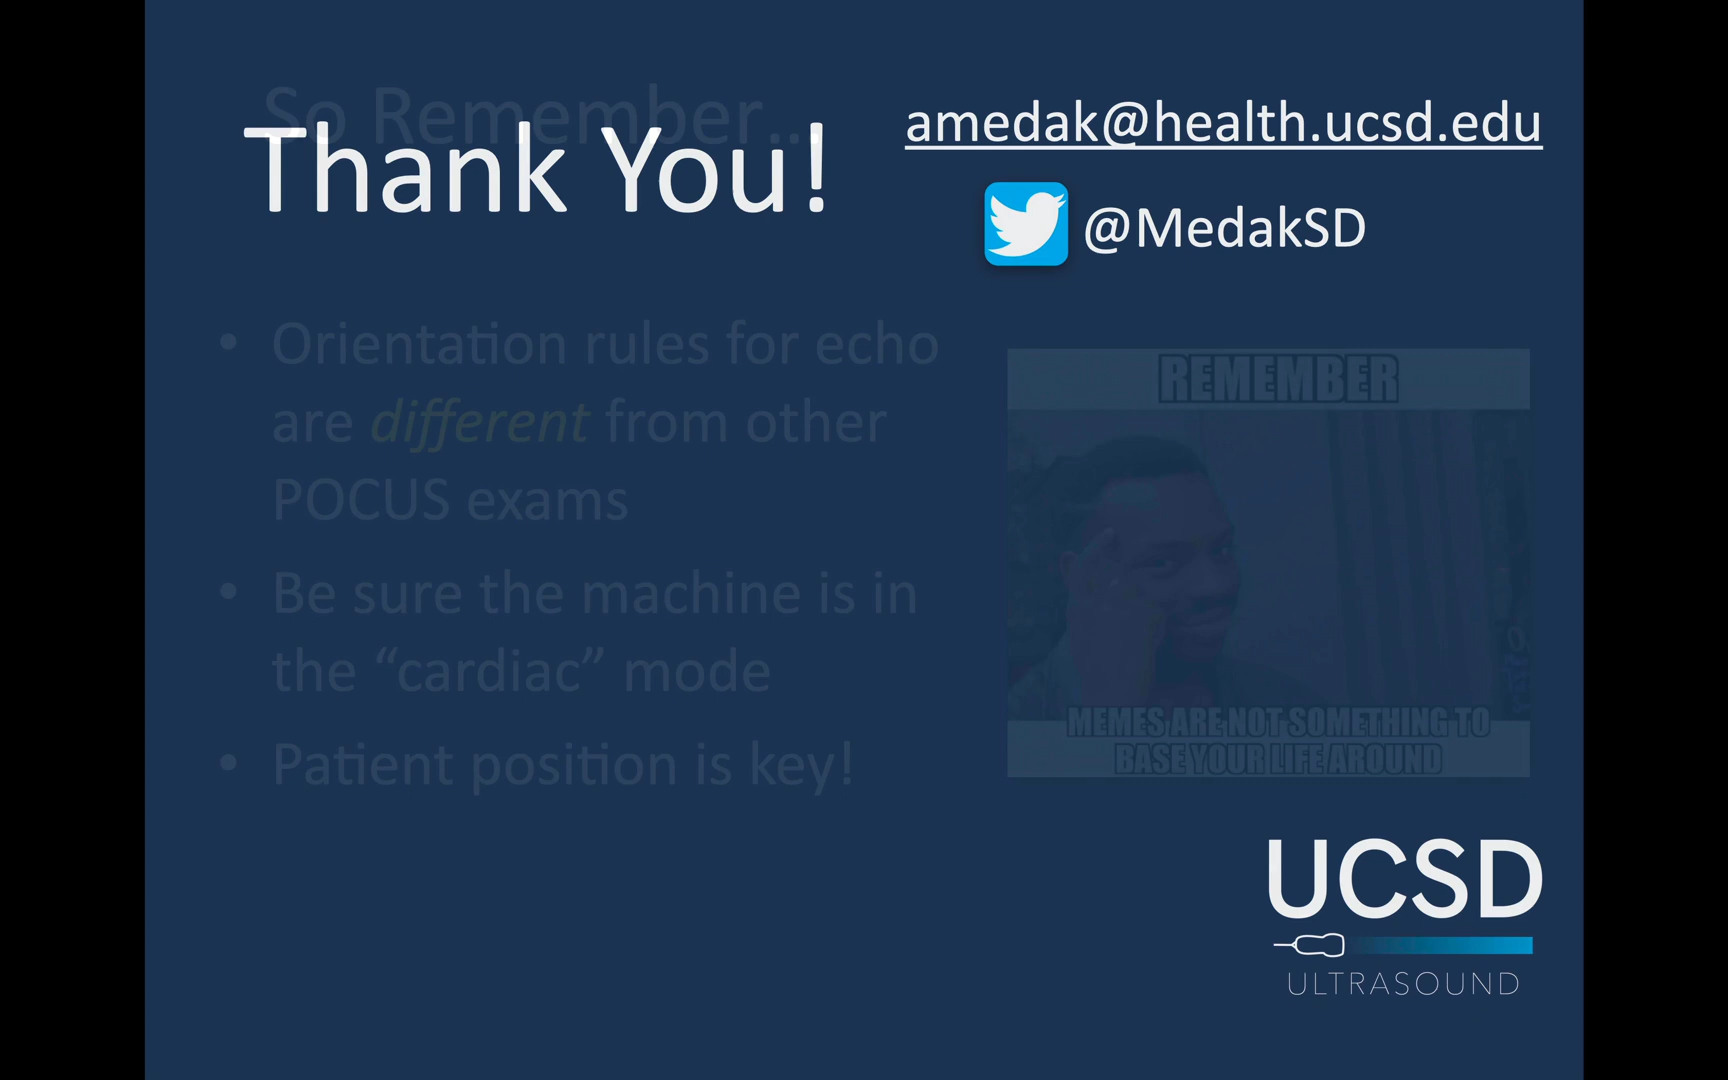 So Remember...
Thank You!
amedak@health.ucsd.edu
@MedakSD
• Orientation rules for echo
are different from other
POCUS exams
• Be sure the machine is in
the “cardiac” mode
• Patient position is key!
REMEMBER
MEMES ARE NOT SOMETHING TO
BASE YOUR LIFE AROUND
UCSD
ULTRASOUND